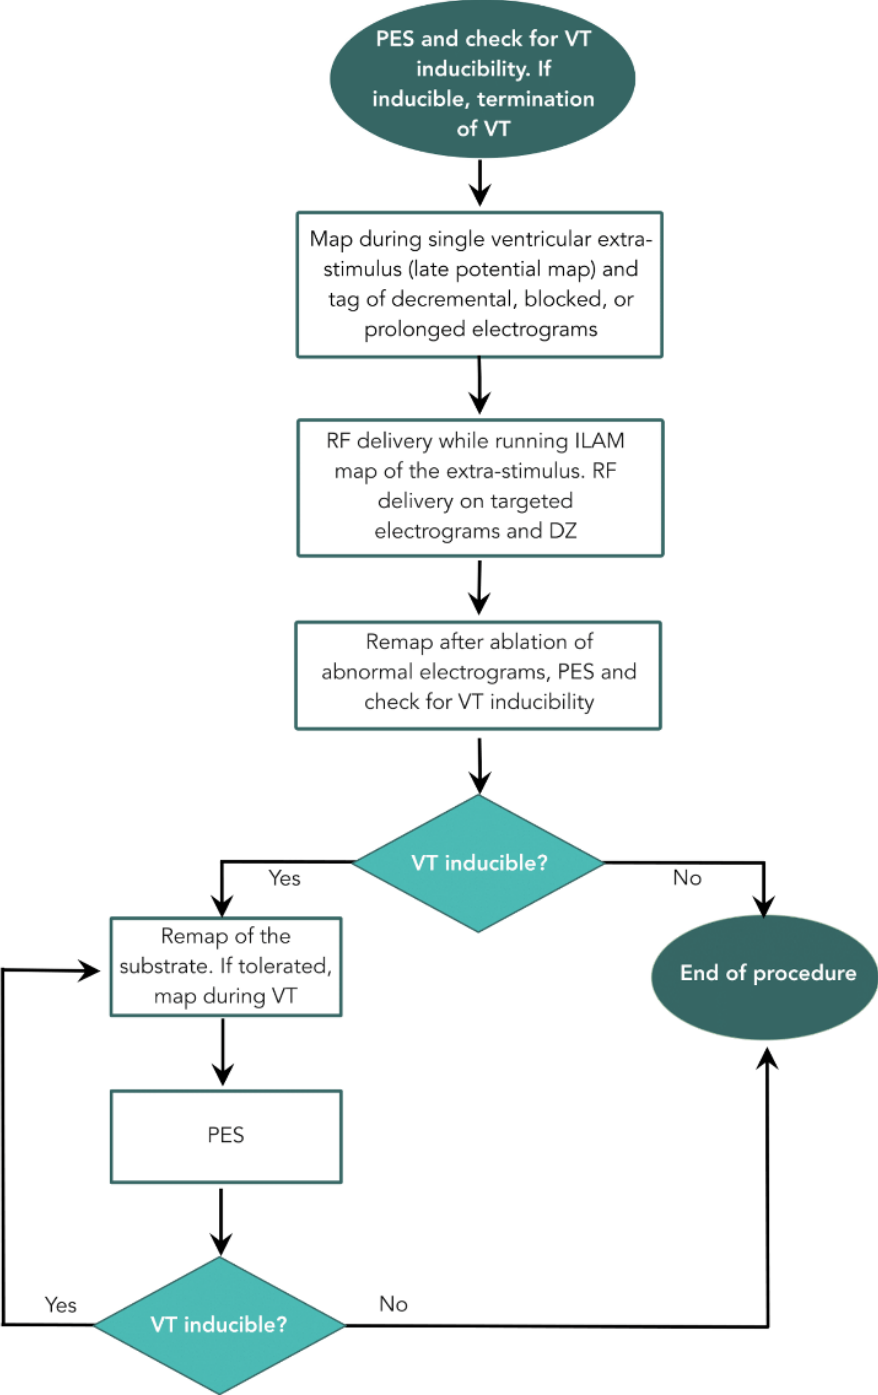 PES and check for VT
inducibility. If
inducible, termination
of VT
Map during single ventricular extra-
stimulus (late potential map) and
tag of decremental, blocked, or
prolonged electrograms
RF delivery while running ILAM
map of the extra-stimulus. RF
delivery on targeted
electrograms and DZ
Remap after ablation of
abnormal electrograms, PES and
check for VT inducibility
VT inducible?
Yes
No
Remap of the
substrate. If tolerated,
map during VT
End of procedure
PES
VT inducible?
Yes
No